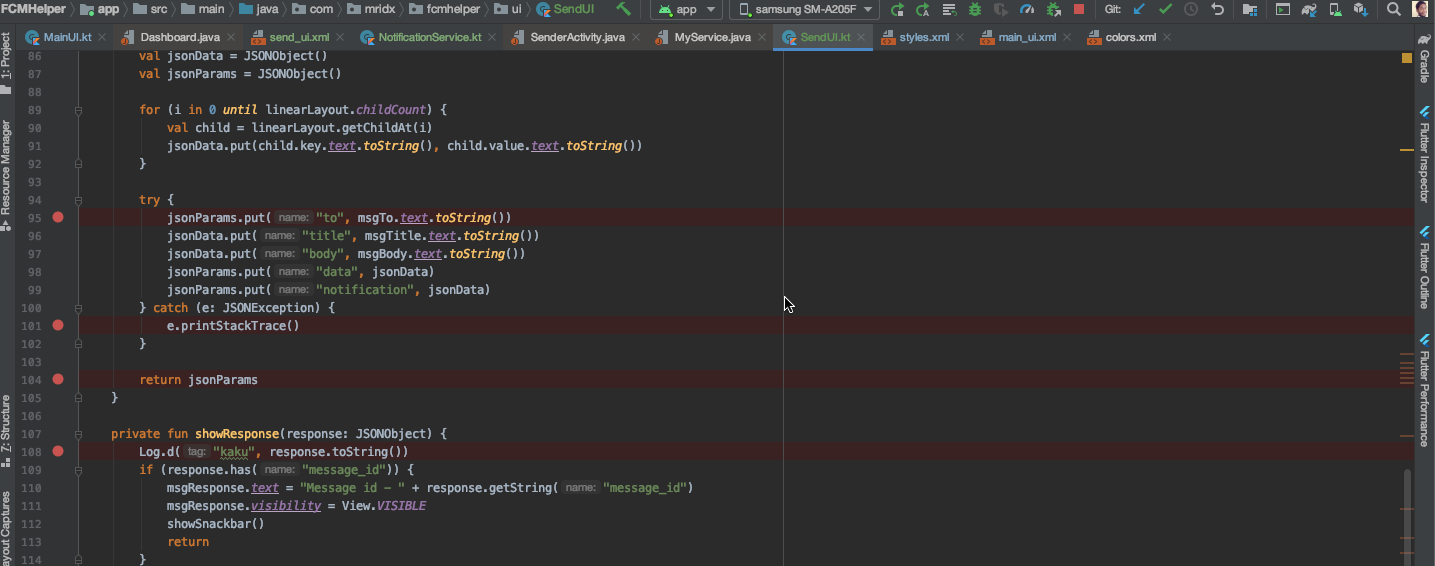 FCMHelper app src main java com mridx fcmhelper ui SendUI app samsung SM-A205F Git:
MainUI.kt Dashboard.java send_ui.xml NotificationService.kt SenderActivity.java MyService.java SendUI.kt styles.xml main_ui.xml colors.xml
1: Project
Resource Manager
7: Structure
ayout Captures
86 val jsonData = JSONObject()
87 val jsonParams = JSONObject()
88
89 for (i in 0 until linearLayout.childCount) {
90 val child = linearLayout.getChildAt(i)
91 jsonData.put(child.key.text.toString(), child.value.text.toString())
92 }
93
94 try {
95 jsonParams.put( name: "to", msgTo.text.toString())
96 jsonData.put( name: "title", msgTitle.text.toString())
97 jsonData.put( name: "body", msgBody.text.toString())
98 jsonParams.put( name: "data", jsonData)
99 jsonParams.put( name: "notification", jsonData)
100 } catch (e: JSONException) {
101 e.printStackTrace()
102 }
103
104 return jsonParams
105 }
106
107 private fun showResponse(response: JSONObject) {
108 Log.d( tag: "kaku", response.toString())
109 if (response.has( name: "message_id")) {
110 msgResponse.text = "Message id - " + response.getString( name: "message_id")
111 msgResponse.visibility = View.VISIBLE
112 showSnackbar()
113 return
114 }
Gradle
Flutter Inspector
Flutter Outline
Flutter Performance